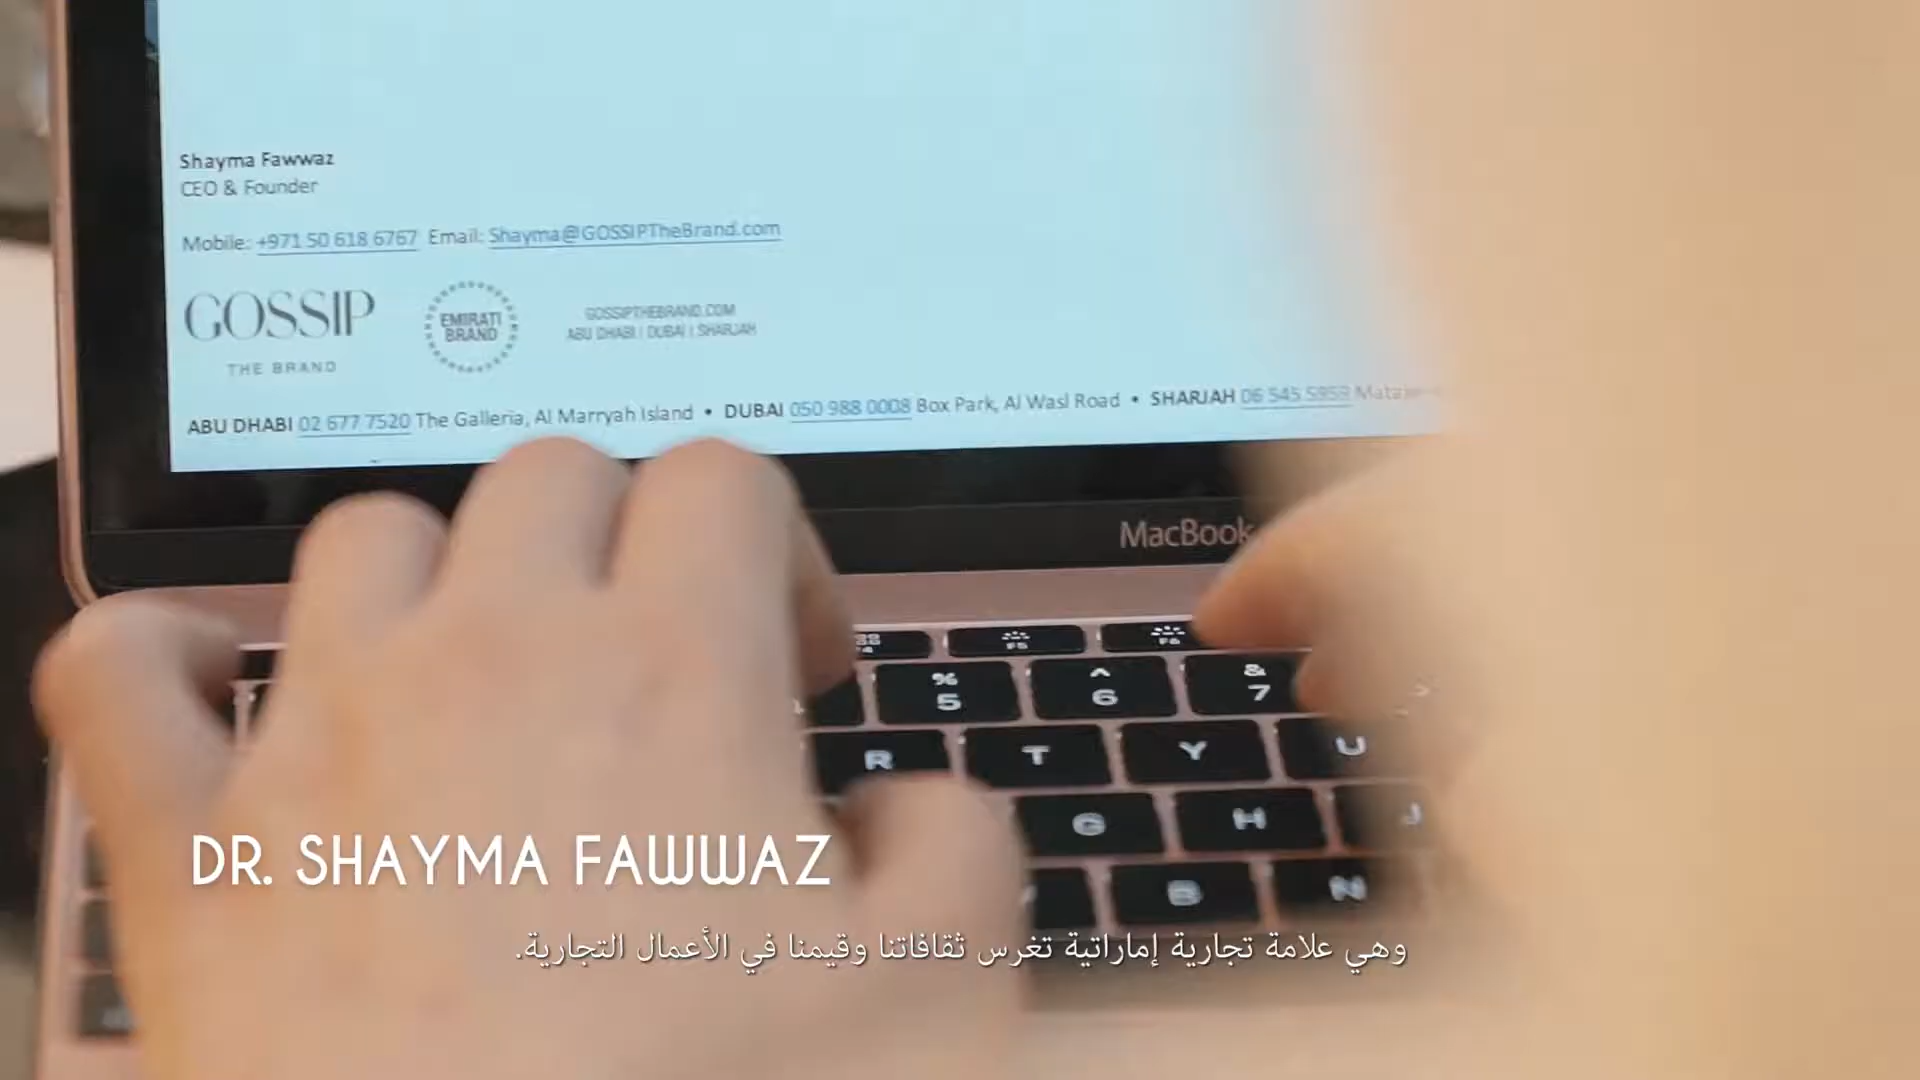 Shayma Fawwaz
CEO & Founder
Mobile: +971 50 618 6767 Email: Shayma@GOSSIPTheBrand.com
GOSSIP
THE BRAND
EMIRATI
BRAND
GOSSIPTHEBRAND.COM
ABU DHABI | DUBAI | SHARJAH
ABU DHABI 02 677 7520 The Galleria, Al Marryah Island • DUBAI 050 988 0008 Box Park, Al Wasl Road • SHARJAH 06 545 5959
MacBook
F5 F6
% 5 ^ 6 & 7
R T Y U
G H J
B N
DR. SHAYMA FAWWAZ
وهي علامة تجارية إماراتية تغرس ثقافاتنا وقيمنا في الأعمال التجارية.